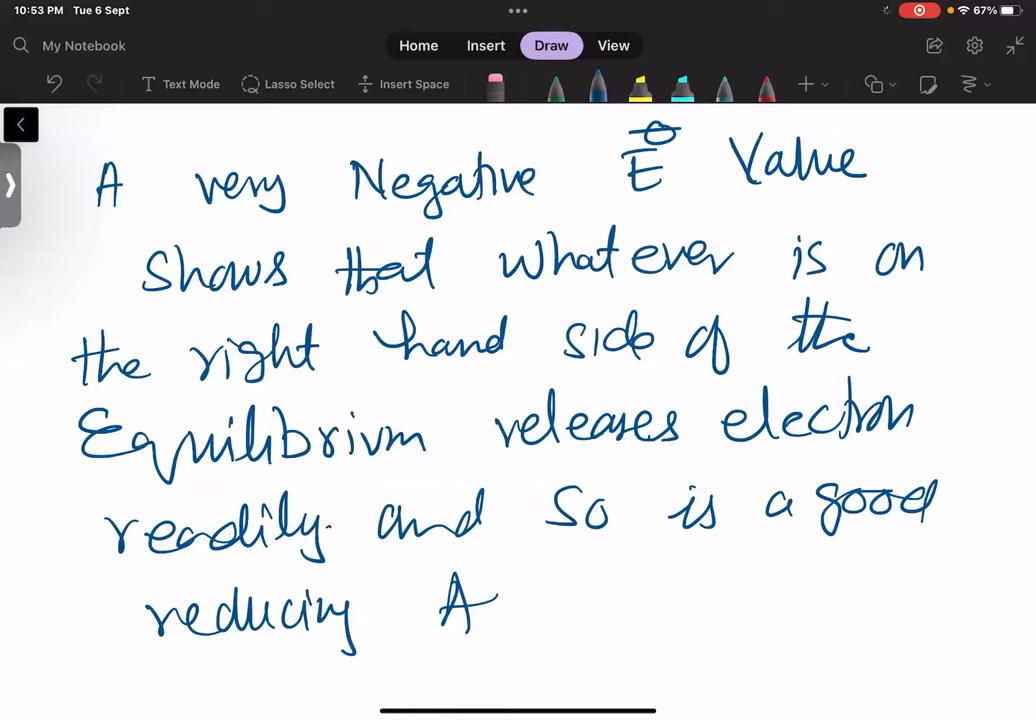 10:53 PM Tue 6 Sept
67%
My Notebook
Home Insert Draw View
Text Mode Lasso Select Insert Space
A very Negative E⦵ Value
shows that whatever is on
the right hand side of the
Equilibrium releases electron
readily. and so is a good
reducing A